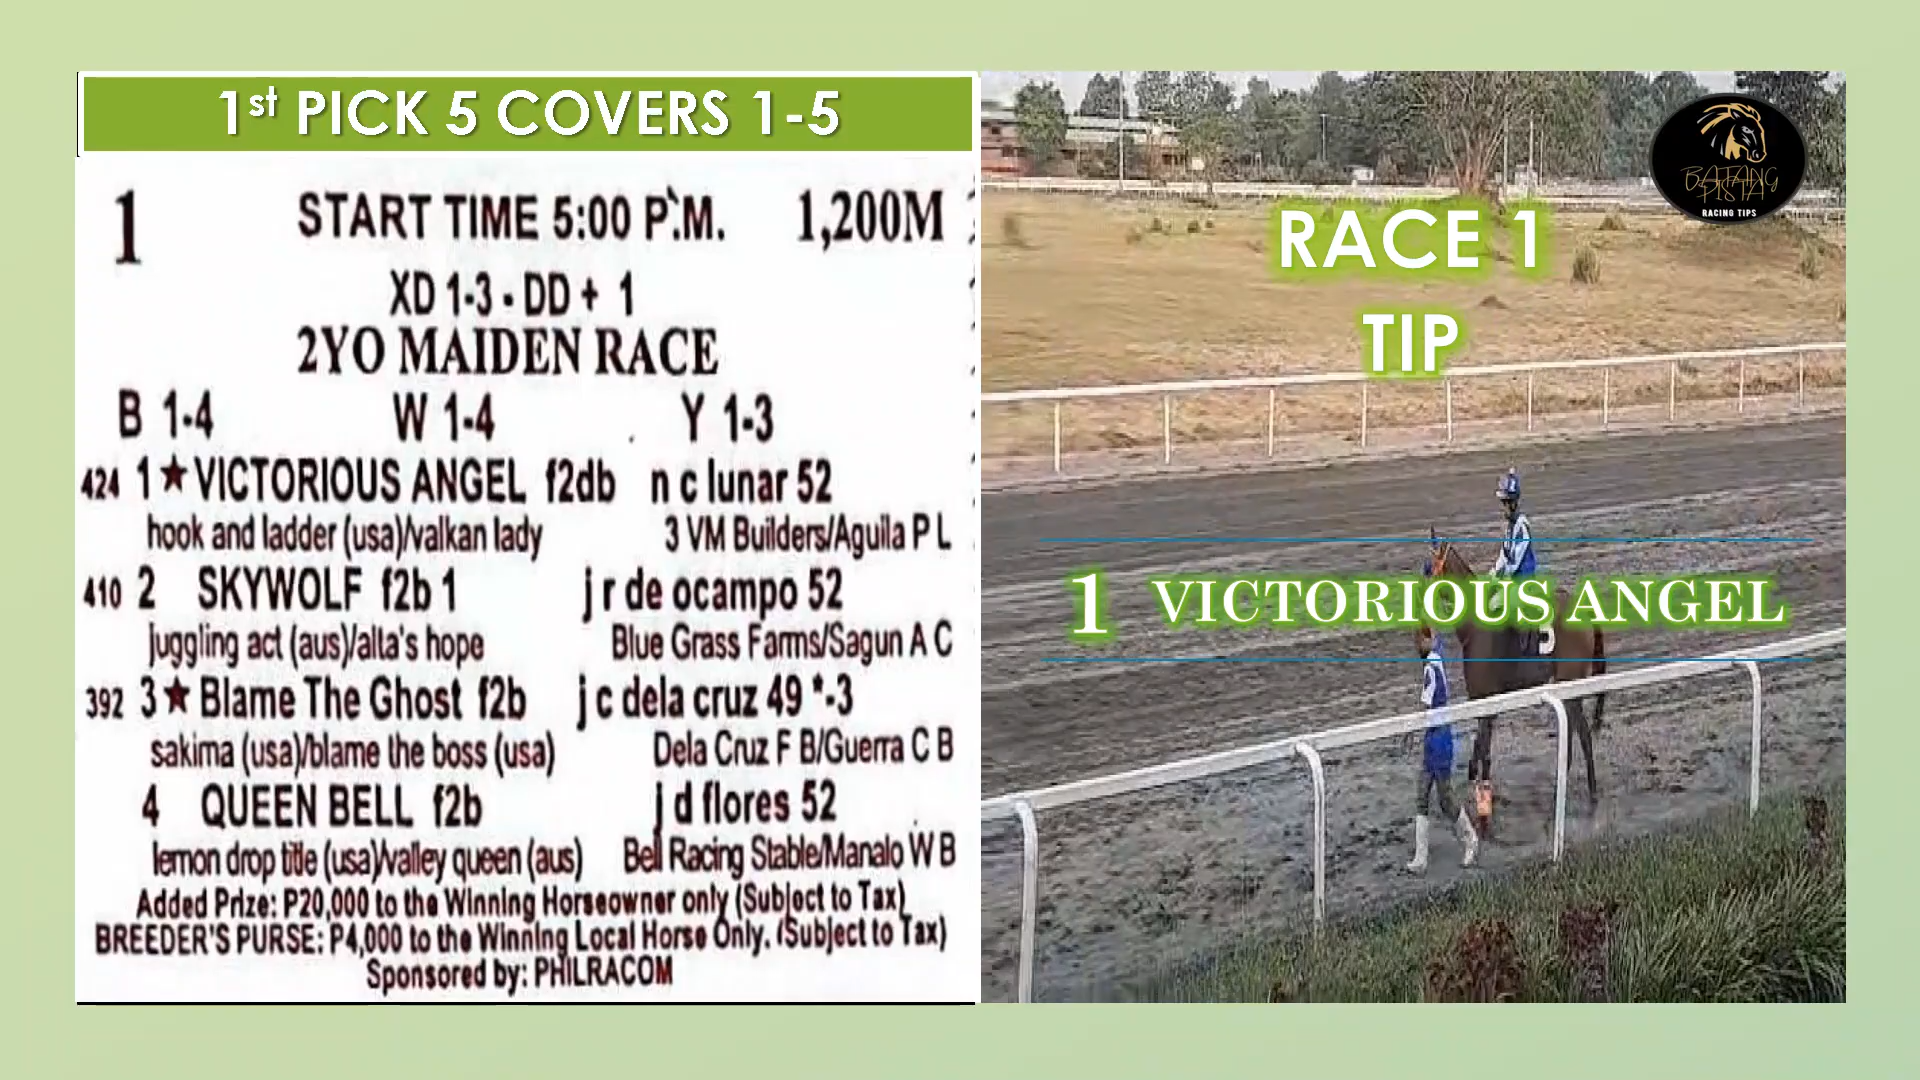 1st PICK 5 COVERS 1-5
1 START TIME 5:00 P.M. 1,200M
XD 1-3 - DD + 1
2YO MAIDEN RACE
B 1-4 W 1-4 Y 1-3
424 1★VICTORIOUS ANGEL f2db n c lunar 52
hook and ladder (usa)/valkan lady 3 VM Builders/Aguila P L
410 2 SKYWOLF f2b 1 j r de ocampo 52
juggling act (aus)/alta's hope Blue Grass Farms/Sagun A C
392 3★Blame The Ghost f2b j c dela cruz 49 *-3
sakima (usa)/blame the boss (usa) Dela Cruz F B/Guerra C B
4 QUEEN BELL f2b j d flores 52
lemon drop title (usa)/valley queen (aus) Bell Racing Stable/Manalo W B
Added Prize: P20,000 to the Winning Horseowner only (Subject to Tax)
BREEDER'S PURSE: P4,000 to the Winning Local Horse Only. (Subject to Tax)
Sponsored by: PHILRACOM
BATANG
PISTA
RACING TIPS
RACE 1
TIP
1 VICTORIOUS ANGEL
5